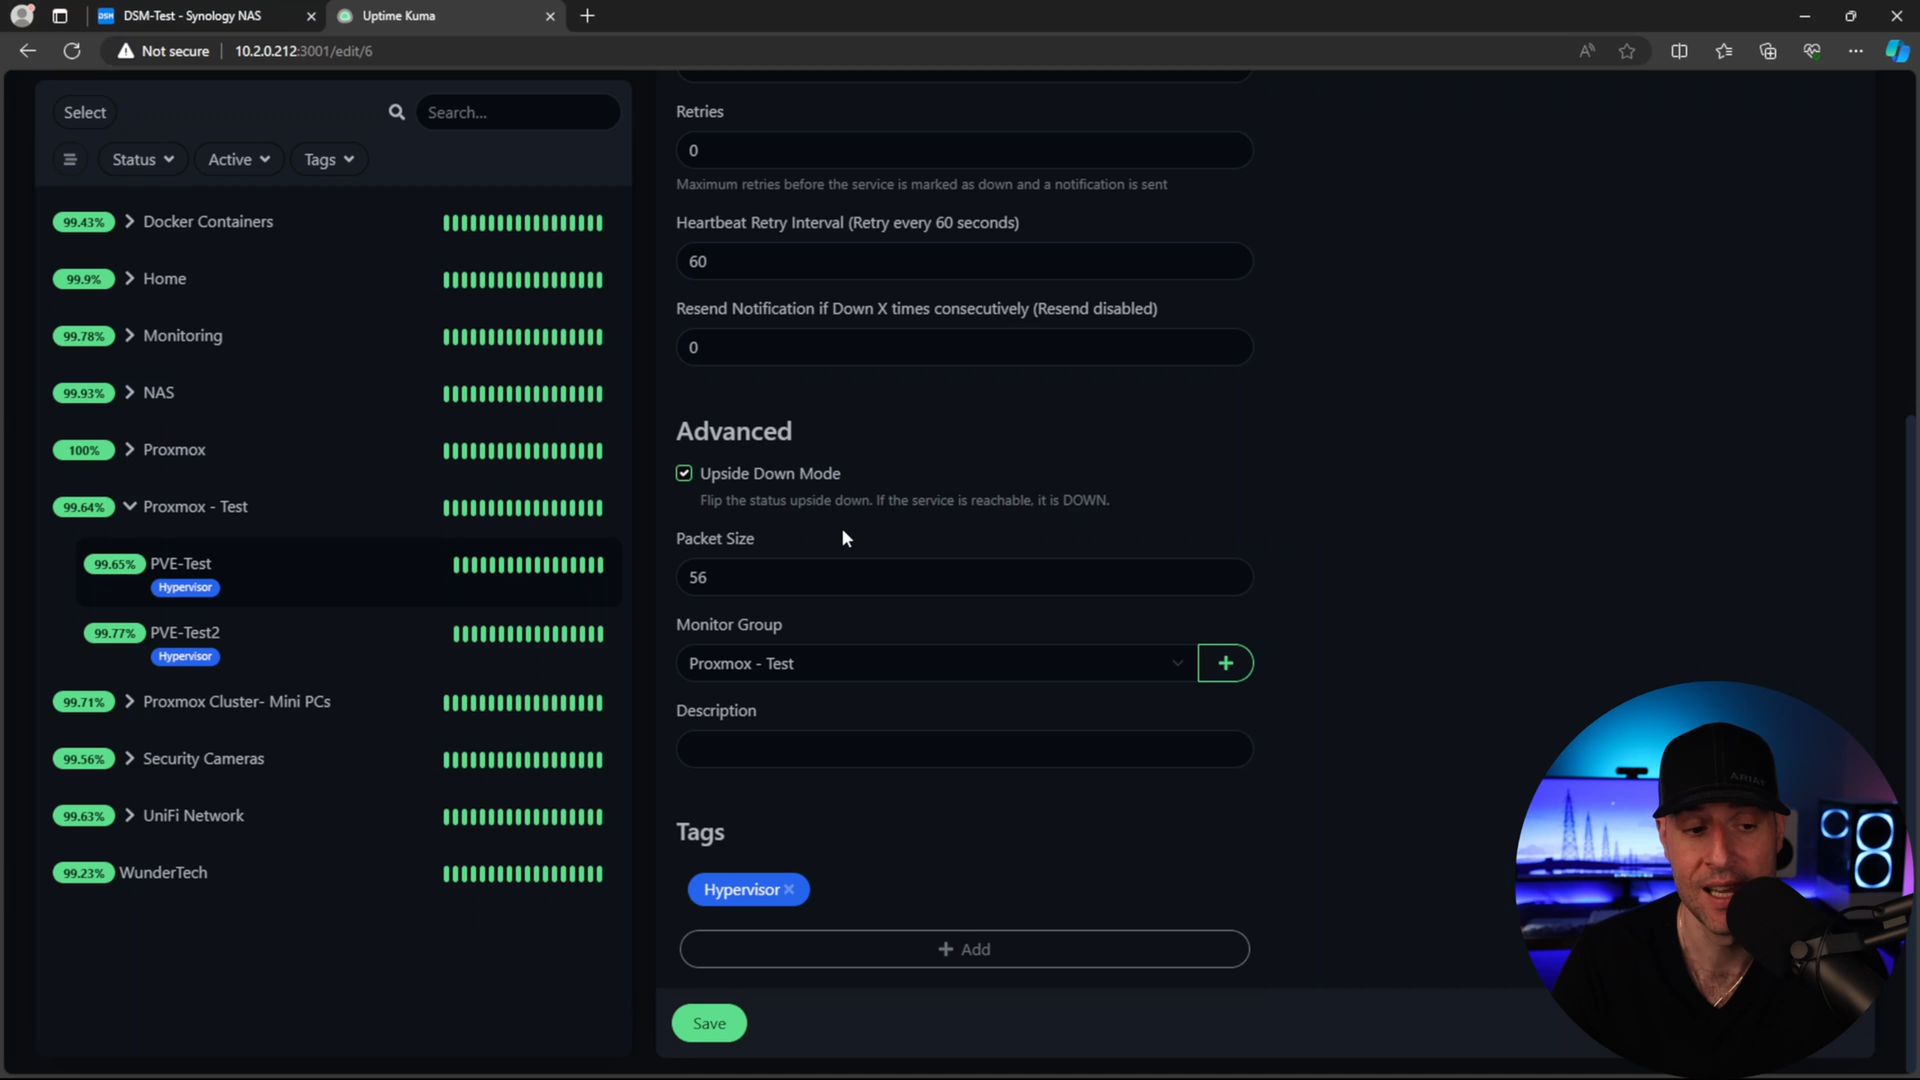 DSM-Test - Synology NAS
Uptime Kuma
Not secure
10.2.0.212:3001/edit/6
Select
Search...
Status
Active
Tags
99.43% Docker Containers
99.9% Home
99.78% Monitoring
99.93% NAS
100% Proxmox
99.64% Proxmox - Test
99.65% PVE-Test
Hypervisor
99.77% PVE-Test2
Hypervisor
99.71% Proxmox Cluster- Mini PCs
99.56% Security Cameras
99.63% UniFi Network
99.23% WunderTech
Retries
0
Maximum retries before the service is marked as down and a notification is sent
Heartbeat Retry Interval (Retry every 60 seconds)
60
Resend Notification if Down X times consecutively (Resend disabled)
0
Advanced
Upside Down Mode
Flip the status upside down. If the service is reachable, it is DOWN.
Packet Size
56
Monitor Group
Proxmox - Test
+
Description
Tags
Hypervisor
+ Add
Save
ARIAT